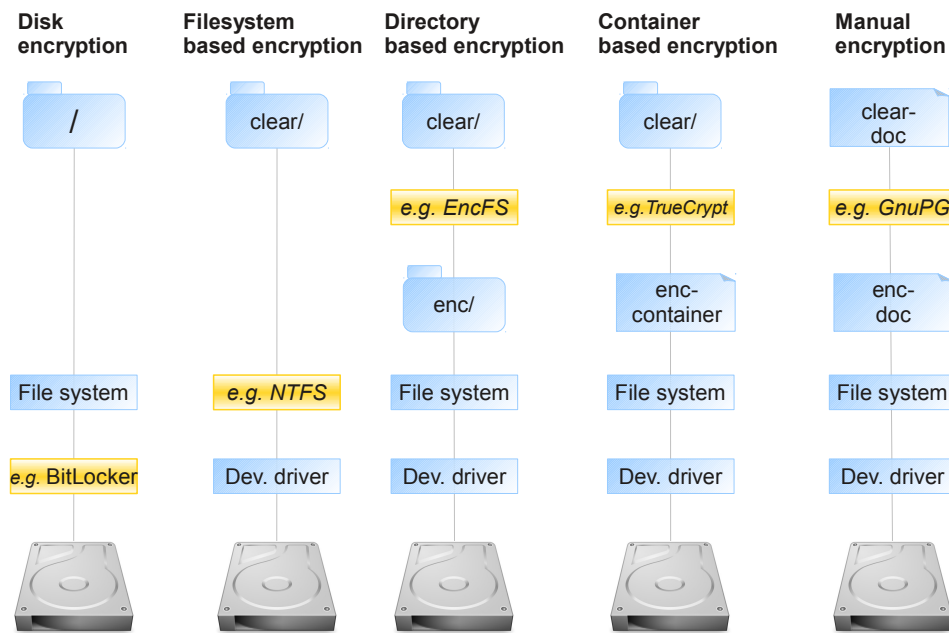 Disk
encryption
Filesystem
based encryption
Directory
based encryption
Container
based encryption
Manual
encryption
/
clear/
clear/
clear/
clear-
doc
e.g. EncFS
e.g.TrueCrypt
e.g. GnuPG
enc/
enc-
container
enc-
doc
File system
e.g. NTFS
File system
File system
File system
e.g. BitLocker
Dev. driver
Dev. driver
Dev. driver
Dev. driver